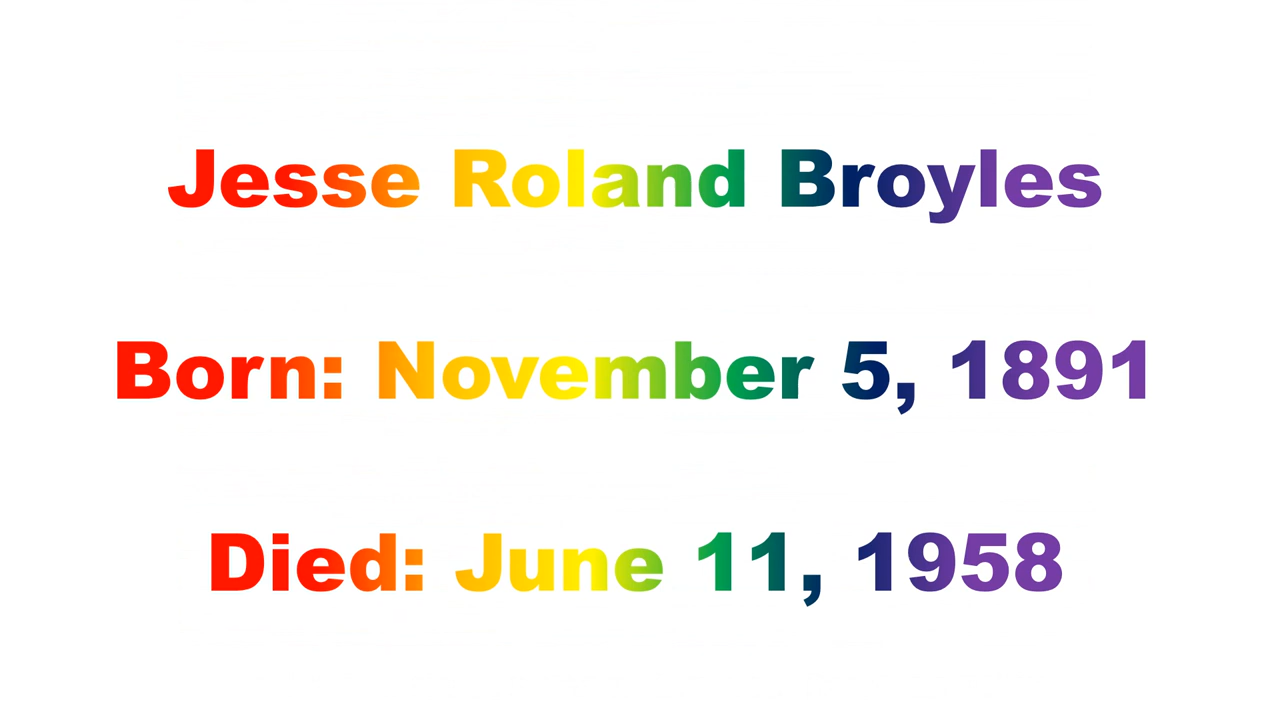 Jesse Roland Broyles
Born: November 5, 1891
Died: June 11, 1958